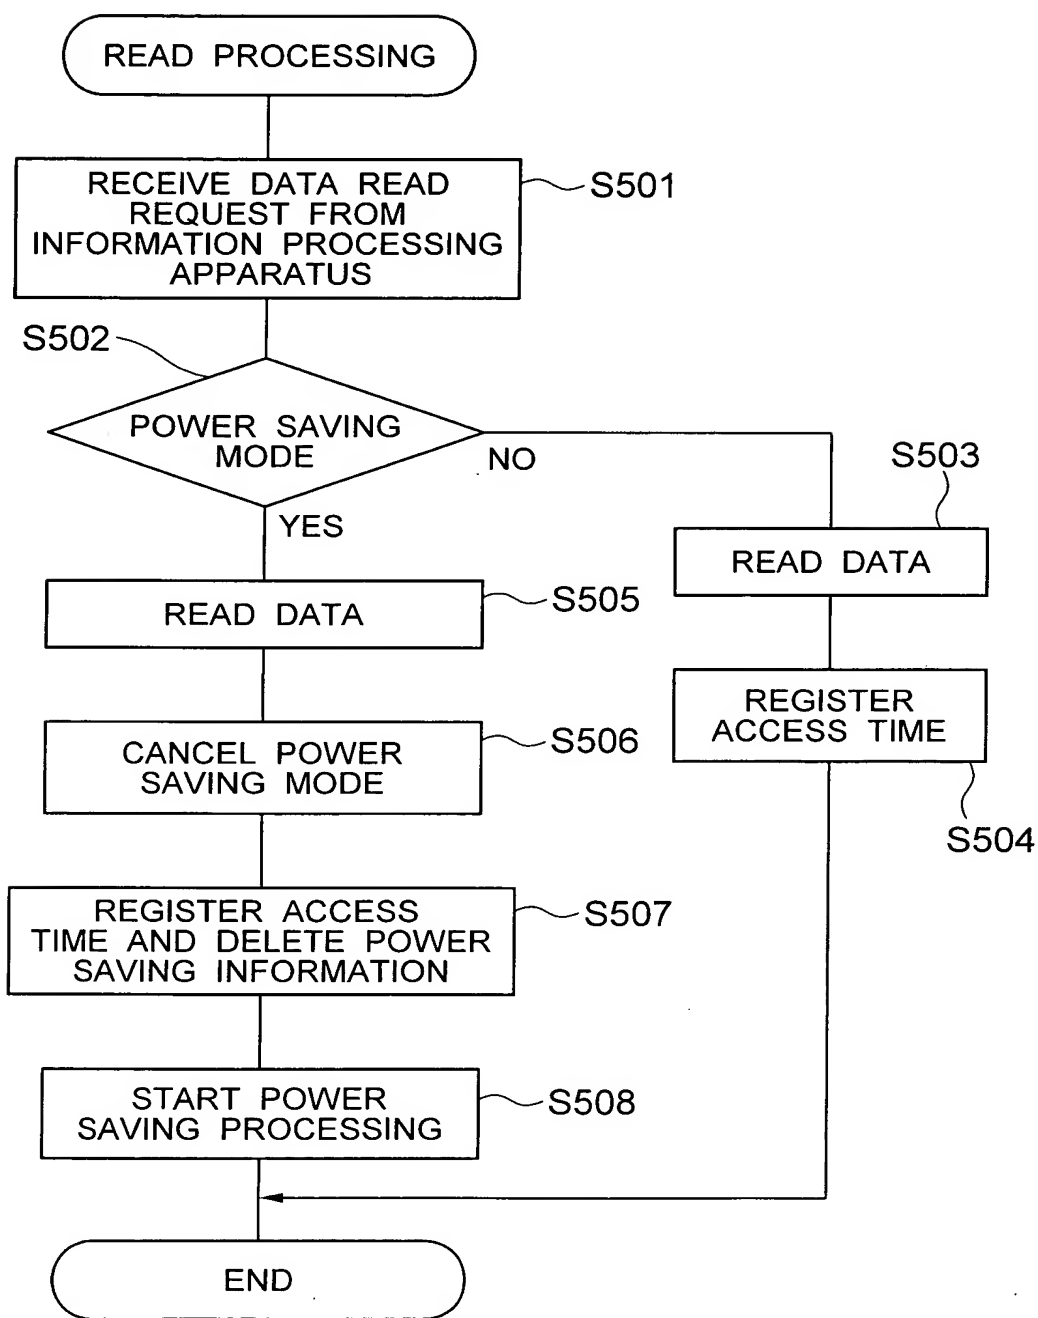 READ PROCESSING
RECEIVE DATA READ
REQUEST FROM
INFORMATION PROCESSING
APPARATUS
S501
S502
POWER SAVING
MODE
NO
YES
S503
READ DATA
READ DATA
S505
REGISTER
ACCESS TIME
S504
CANCEL POWER
SAVING MODE
S506
REGISTER ACCESS
TIME AND DELETE POWER
SAVING INFORMATION
S507
START POWER
SAVING PROCESSING
S508
END